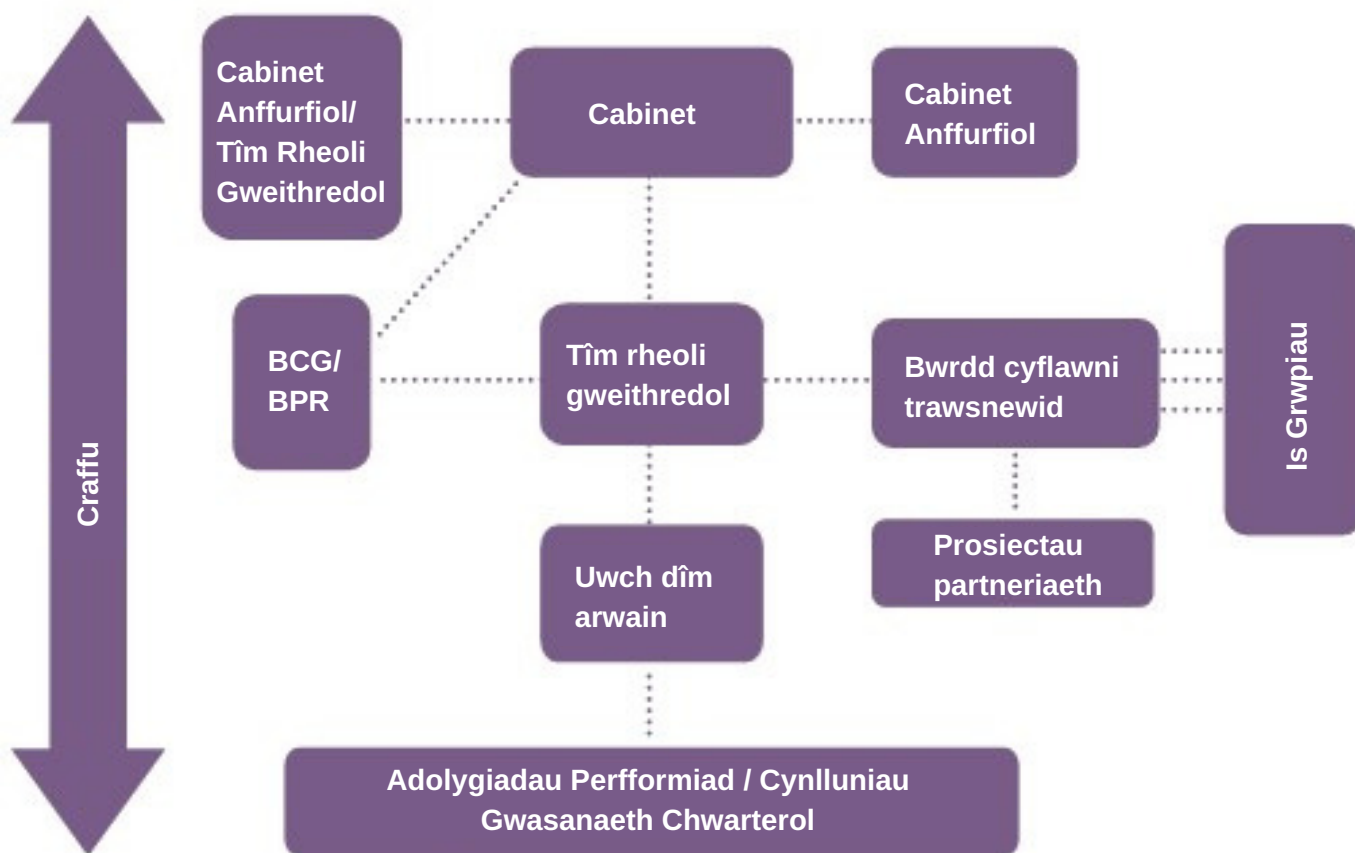 Cabinet
Anffurfiol/
Tîm Rheoli
Gweithredol
Cabinet
Cabinet
Anffurfiol
BCG/
BPR
Tîm rheoli
gweithredol
Bwrdd cyflawni
trawsnewid
Is Grwpiau
Craffu
Uwch dîm
arwain
Prosiectau
partneriaeth
Adolygiadau Perfformiad / Cynlluniau
Gwasanaeth Chwarterol